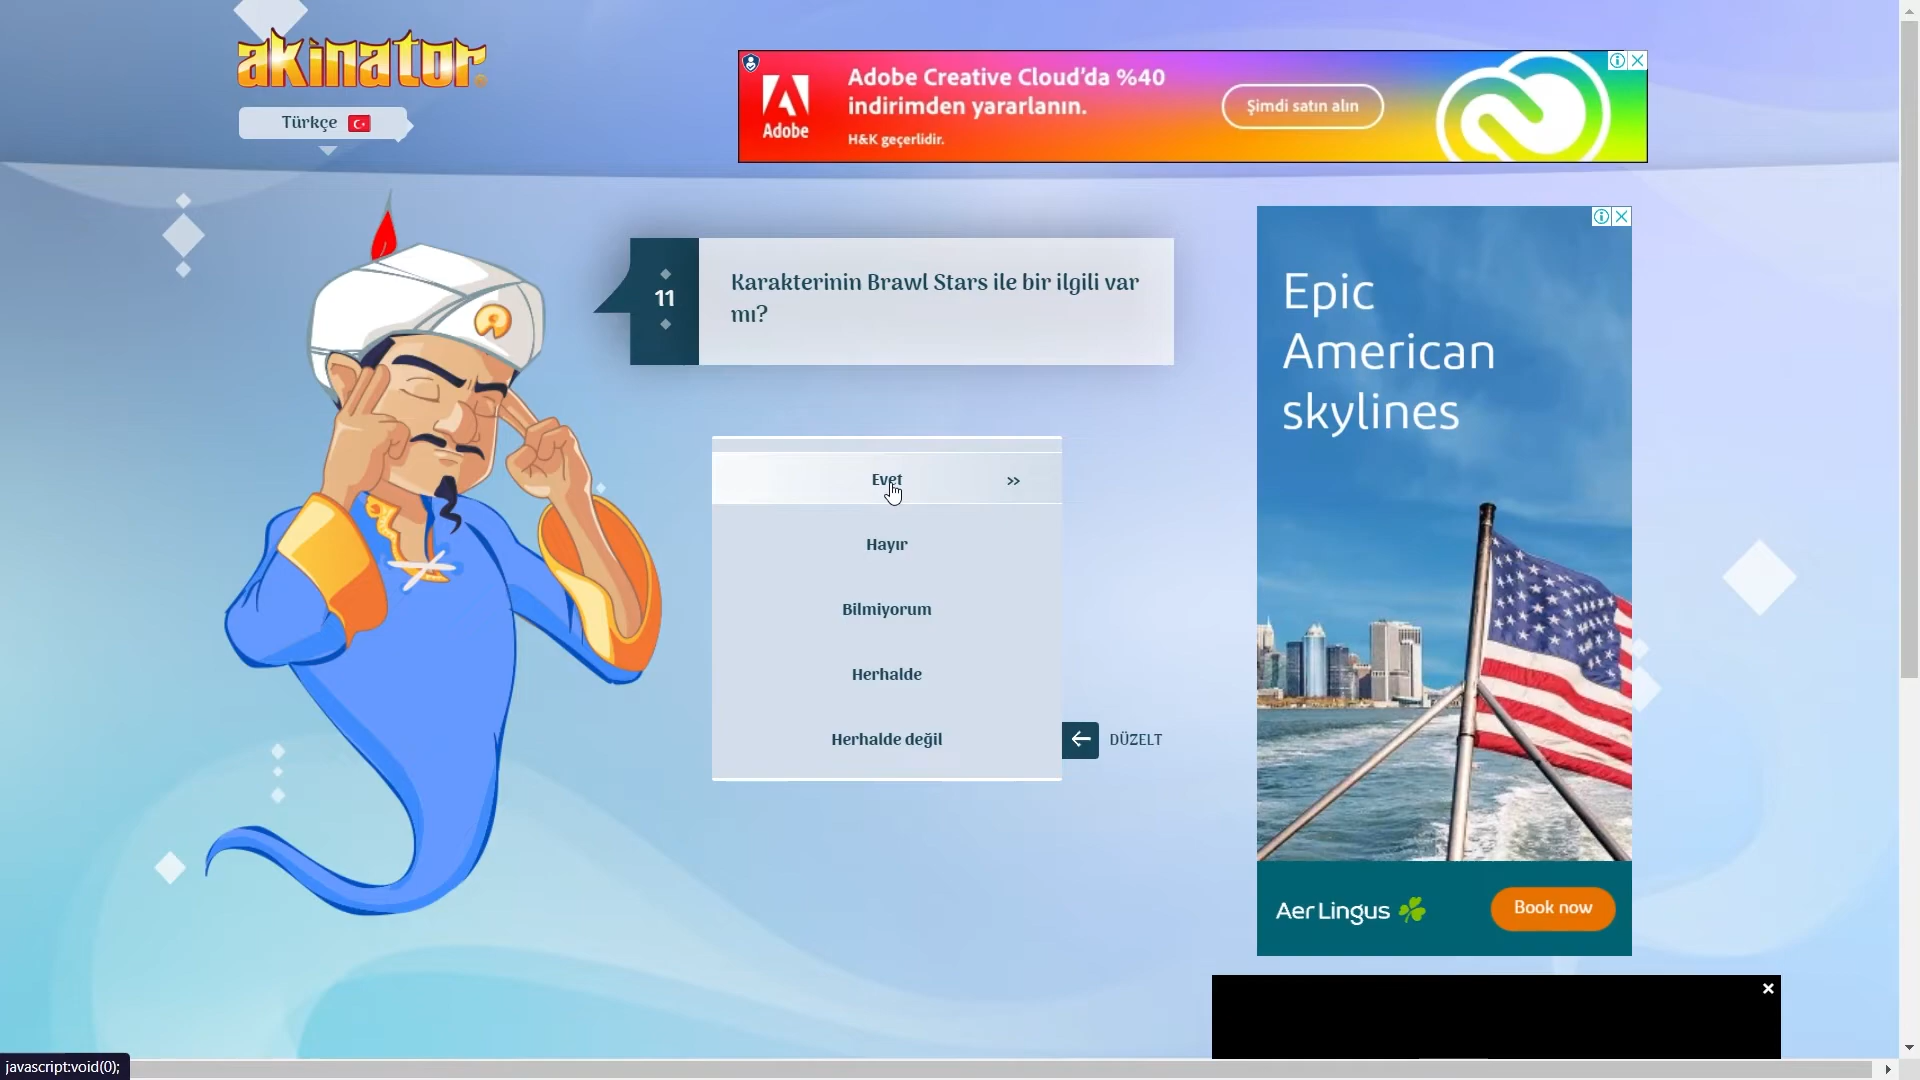 akinator
Türkçe
Adobe
Adobe Creative Cloud'da %40
indirimden yararlanın.
H&K geçerlidir.
Şimdi satın alın
11
Karakterinin Brawl Stars ile bir ilgili var
mı?
Evet
Hayır
Bilmiyorum
Herhalde
Herhalde değil
DÜZELT
Epic
American
skylines
Aer Lingus
Book now
javascript:void(0);